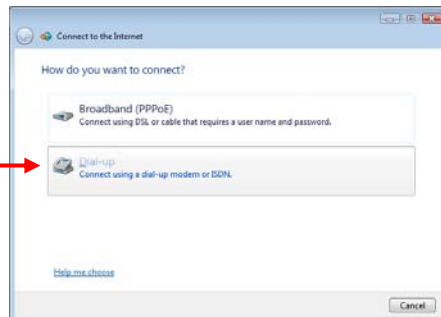 Connect to the Internet
How do you want to connect?
Broadband (PPPoE)
Connect using DSL or cable that requires a user name and password.
Dial-up
Connect using a dial-up modem or ISDN.
Help me choose
Cancel